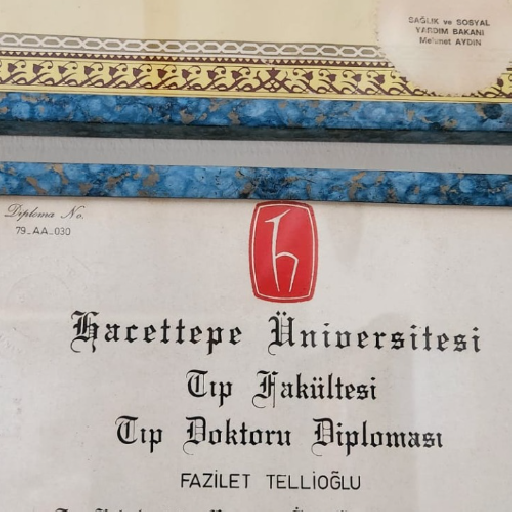 SAĞLIK ve SOSYAL
YARDIM BAKANI
Mehmet AYDIN
Diploma No.
79_AA_030
Hacettepe Üniversitesi
Tıp Fakültesi
Tıp Doktoru Diploması
FAZİLET TELLİOĞLU